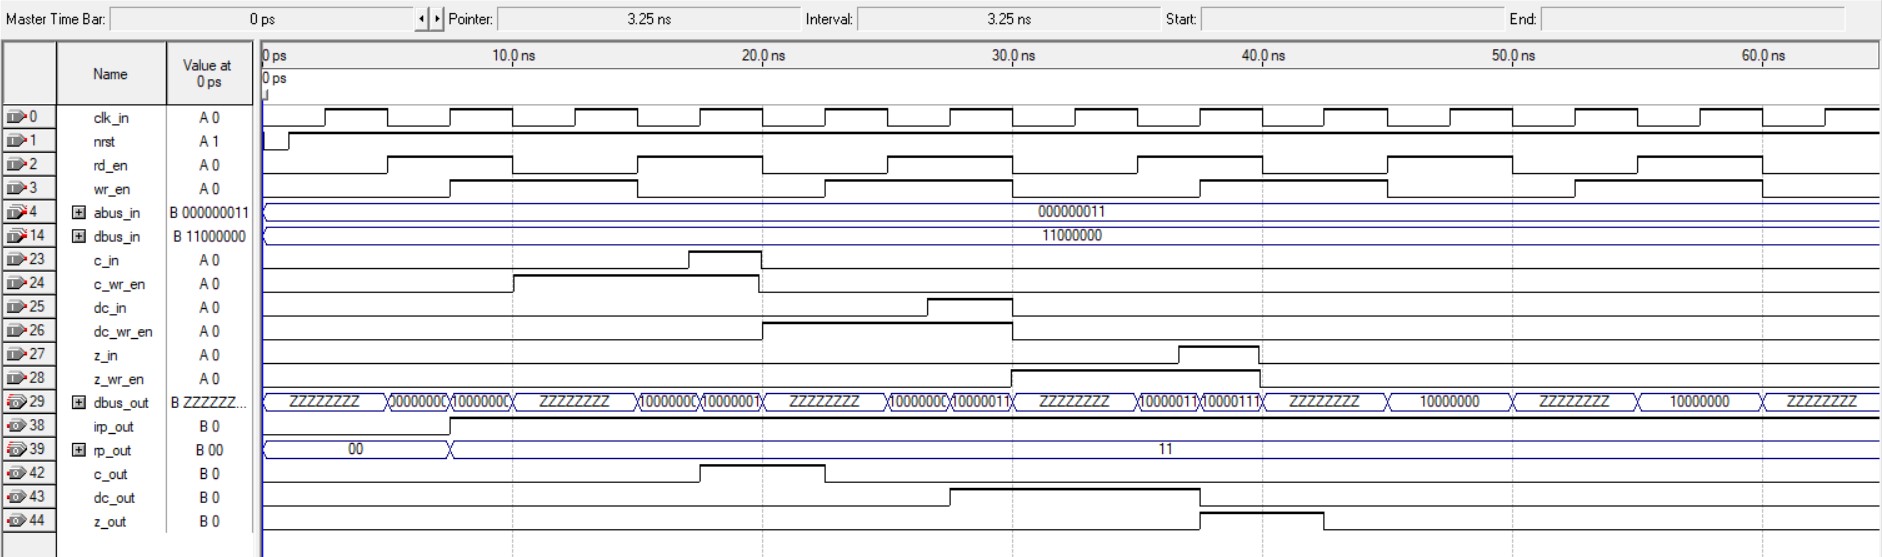 Master Time Bar: 0 ps Pointer: 3.25 ns Interval: 3.25 ns Start: End:
Name Value at 0 ps 0 ps 10.0 ns 20.0 ns 30.0 ns 40.0 ns 50.0 ns 60.0 ns
0 ps
0 clk_in A 0
1 nrst A 1
2 rd_en A 0
3 wr_en A 0
4 abus_in B 000000011 000000011
14 dbus_in B 11000000 11000000
23 c_in A 0
24 c_wr_en A 0
25 dc_in A 0
26 dc_wr_en A 0
27 z_in A 0
28 z_wr_en A 0
29 dbus_out B ZZZZZZ... ZZZZZZZZ ZZZZZZZZ 10000001 ZZZZZZZZ 10000011 ZZZZZZZZ 10000011 10000111 ZZZZZZZZ 10000000 ZZZZZZZZ 10000000 ZZZZZZZZ
38 irp_out B 0
39 rp_out B 00 00 11
42 c_out B 0
43 dc_out B 0
44 z_out B 0